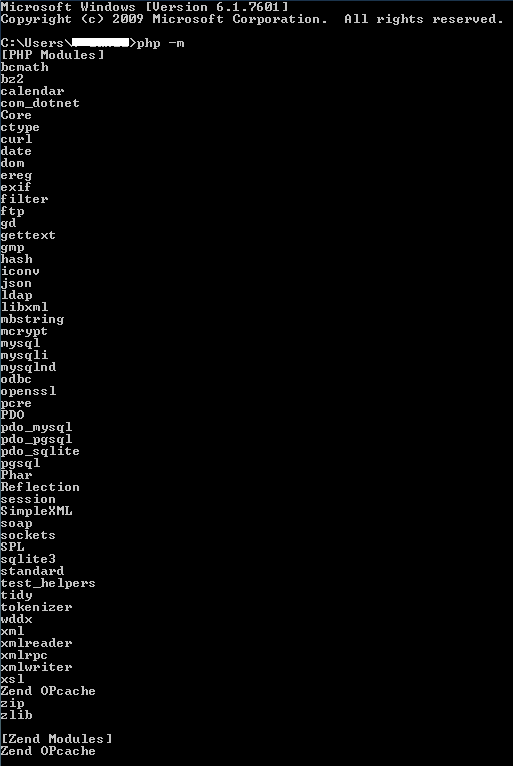 Microsoft Windows [Version 6.1.7601]
Copyright (c) 2009 Microsoft Corporation.  All rights reserved.
C:\Users\>php -m
[PHP Modules]
bcmath
bz2
calendar
com_dotnet
Core
ctype
curl
date
dom
ereg
exif
filter
ftp
gd
gettext
gmp
hash
iconv
json
ldap
libxml
mbstring
mcrypt
mysql
mysqli
mysqlnd
odbc
openssl
pcre
PDO
pdo_mysql
pdo_pgsql
pdo_sqlite
pgsql
Phar
Reflection
session
SimpleXML
soap
sockets
SPL
sqlite3
standard
test_helpers
tidy
tokenizer
wddx
xml
xmlreader
xmlrpc
xmlwriter
xsl
Zend OPcache
zip
zlib
[Zend Modules]
Zend OPcache